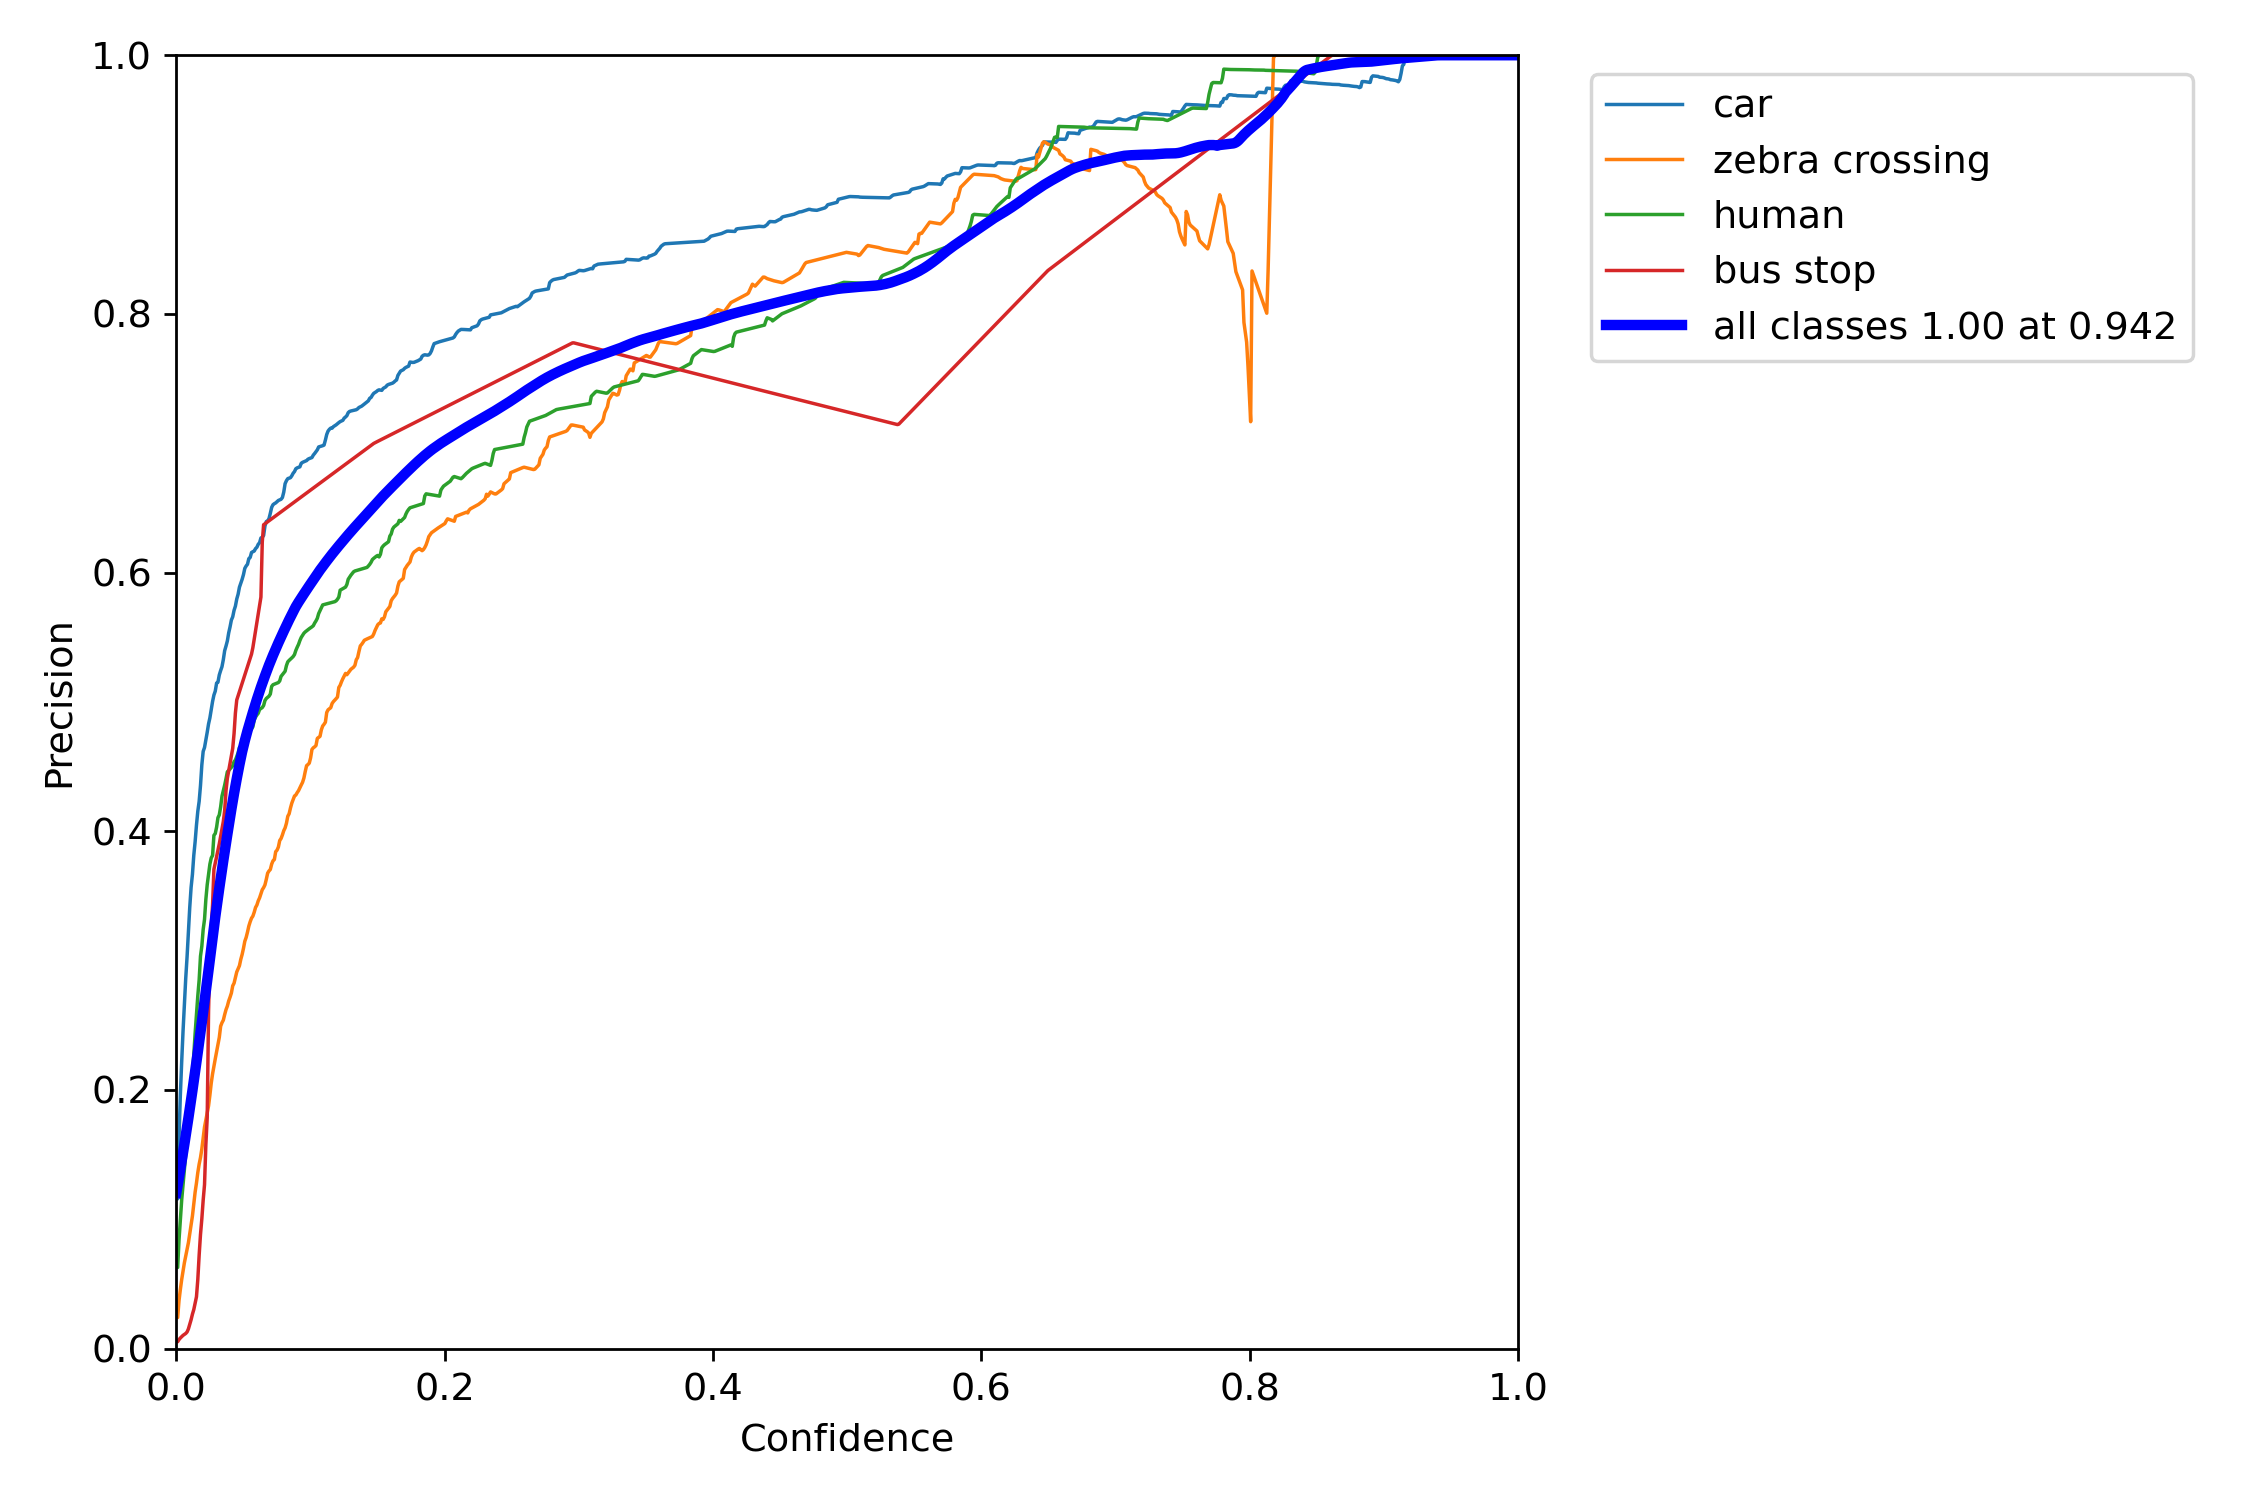 1.0
0.8
0.6
0.4
0.2
0.0
Precision
0.0 0.2 0.4 0.6 0.8 1.0
Confidence
car
zebra crossing
human
bus stop
all classes 1.00 at 0.942